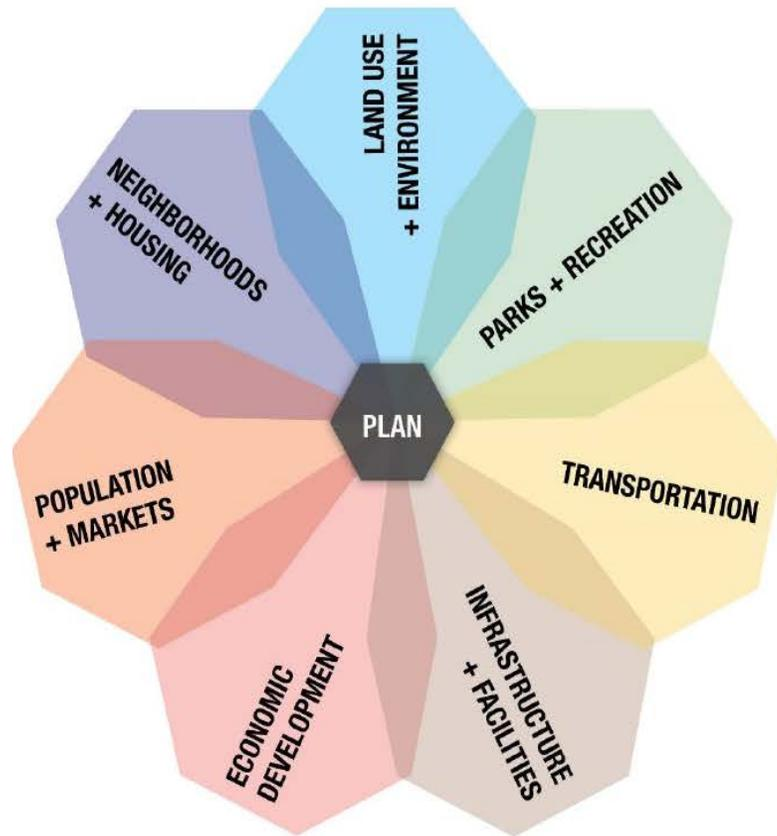 LAND USE
+ ENVIRONMENT
PARKS + RECREATION
TRANSPORTATION
INFRASTRUCTURE
+ FACILITIES
ECONOMIC
DEVELOPMENT
POPULATION
+ MARKETS
NEIGHBORHOODS
+ HOUSING
PLAN